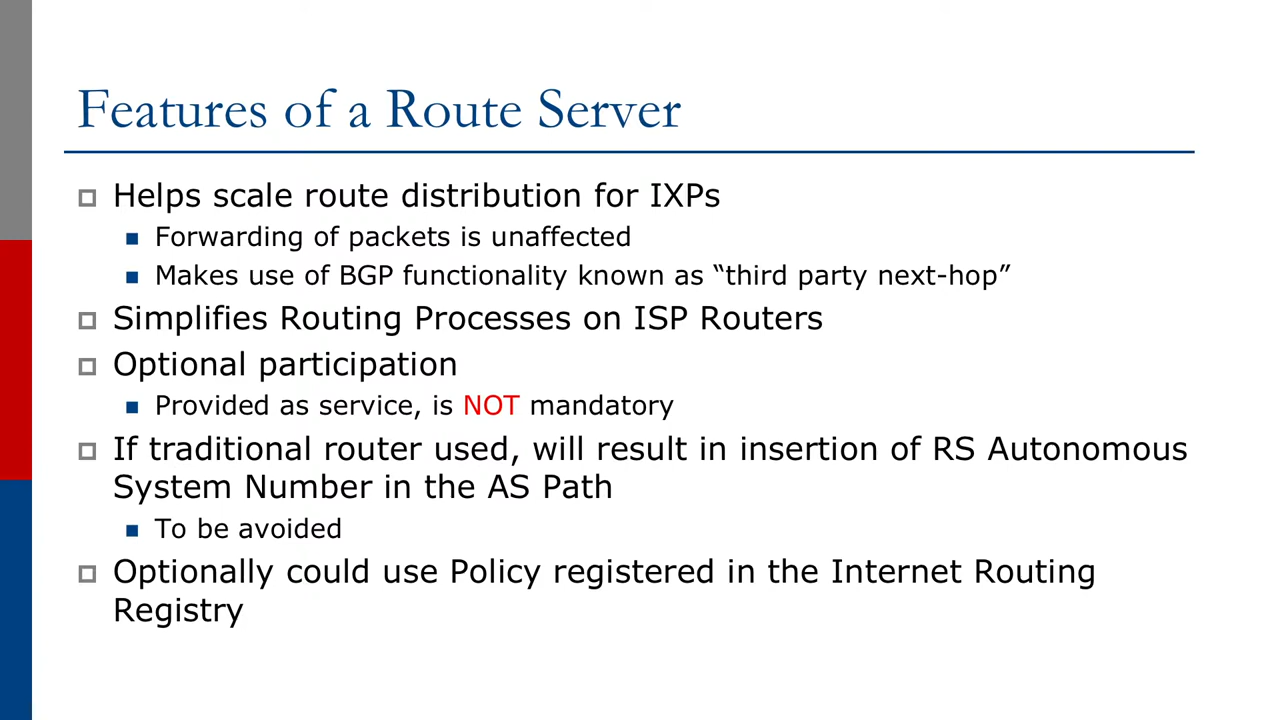 Features of a Route Server
Helps scale route distribution for IXPs
Forwarding of packets is unaffected
Makes use of BGP functionality known as “third party next-hop”
Simplifies Routing Processes on ISP Routers
Optional participation
Provided as service, is NOT mandatory
If traditional router used, will result in insertion of RS Autonomous
System Number in the AS Path
To be avoided
Optionally could use Policy registered in the Internet Routing
Registry